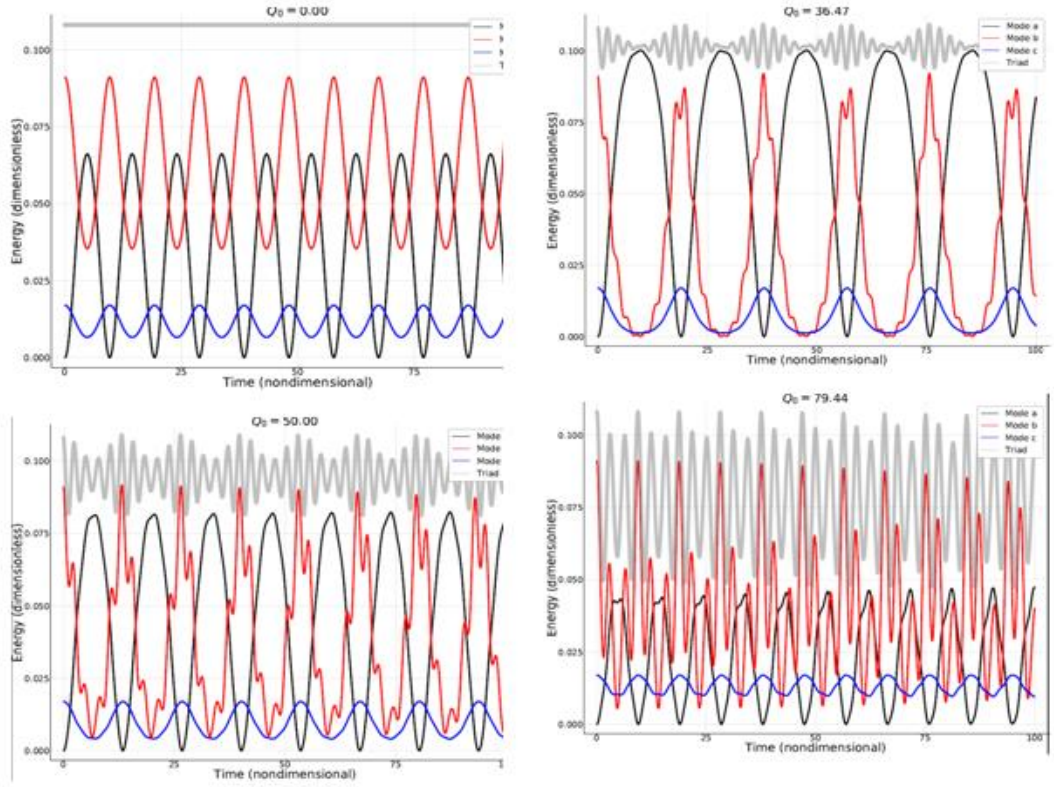 Q₀ = 0.00
0.100
0.075
0.050
0.025
0.000
Energy (dimensionless)
0
25
50
75
Time (nondimensional)
Q₀ = 36.47
Mode a
Mode b
Mode c
Triad
0.100
0.075
0.050
0.025
0.000
Energy (dimensionless)
0
25
50
75
100
Time (nondimensional)
Q₀ = 50.00
Mode
Mode
Mode
Triad
0.100
0.075
0.050
0.025
0.000
Energy (dimensionless)
0
25
50
75
1
Time (nondimensional)
Q₀ = 79.44
Mode a
Mode b
Mode c
Triad
0.100
0.075
0.050
0.025
0.000
Energy (dimensionless)
0
25
50
75
100
Time (nondimensional)